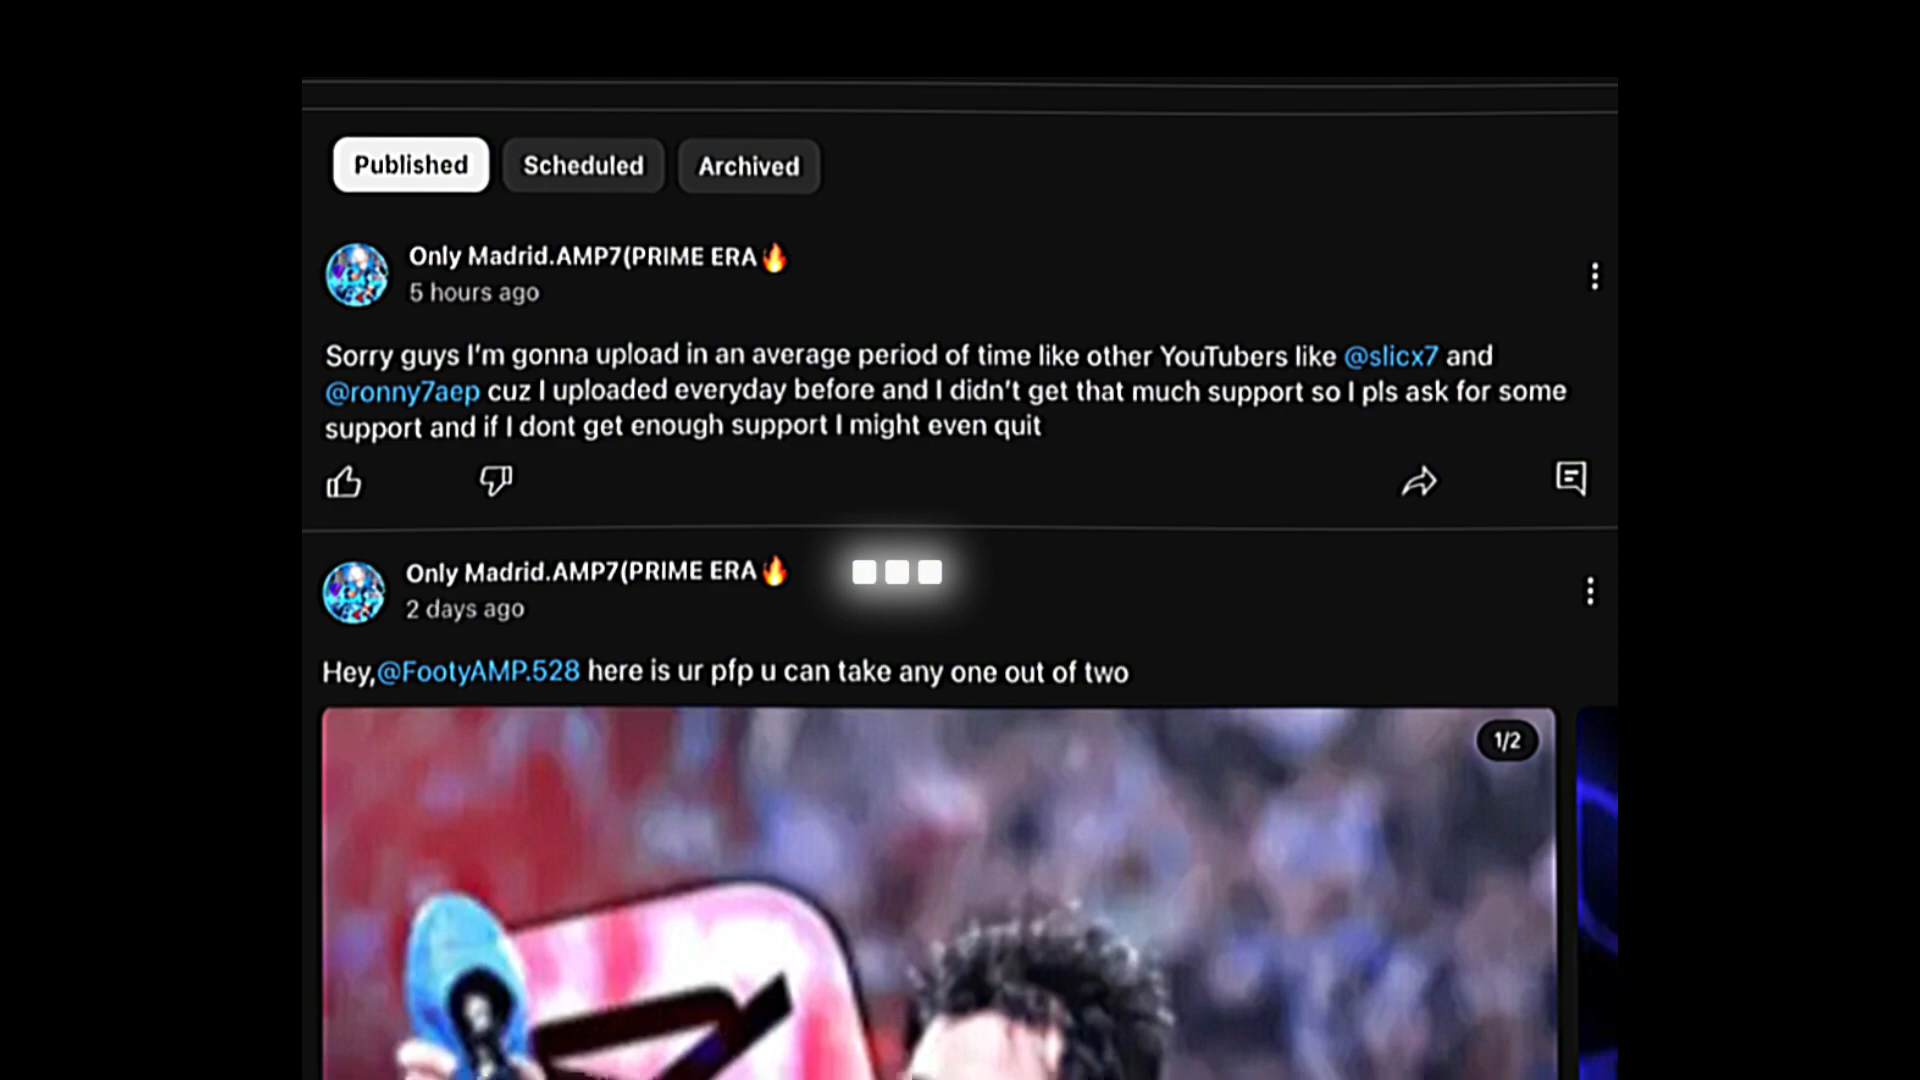 Published Scheduled Archived
Only Madrid.AMP7(PRIME ERA🔥
5 hours ago
Sorry guys I'm gonna upload in an average period of time like other YouTubers like @slicx7 and
@ronny7aep cuz I uploaded everyday before and I didn't get that much support so I pls ask for some
support and if I dont get enough support I might even quit
Only Madrid.AMP7(PRIME ERA🔥
2 days ago
Hey,@FootyAMP.528 here is ur pfp u can take any one out of two
1/2